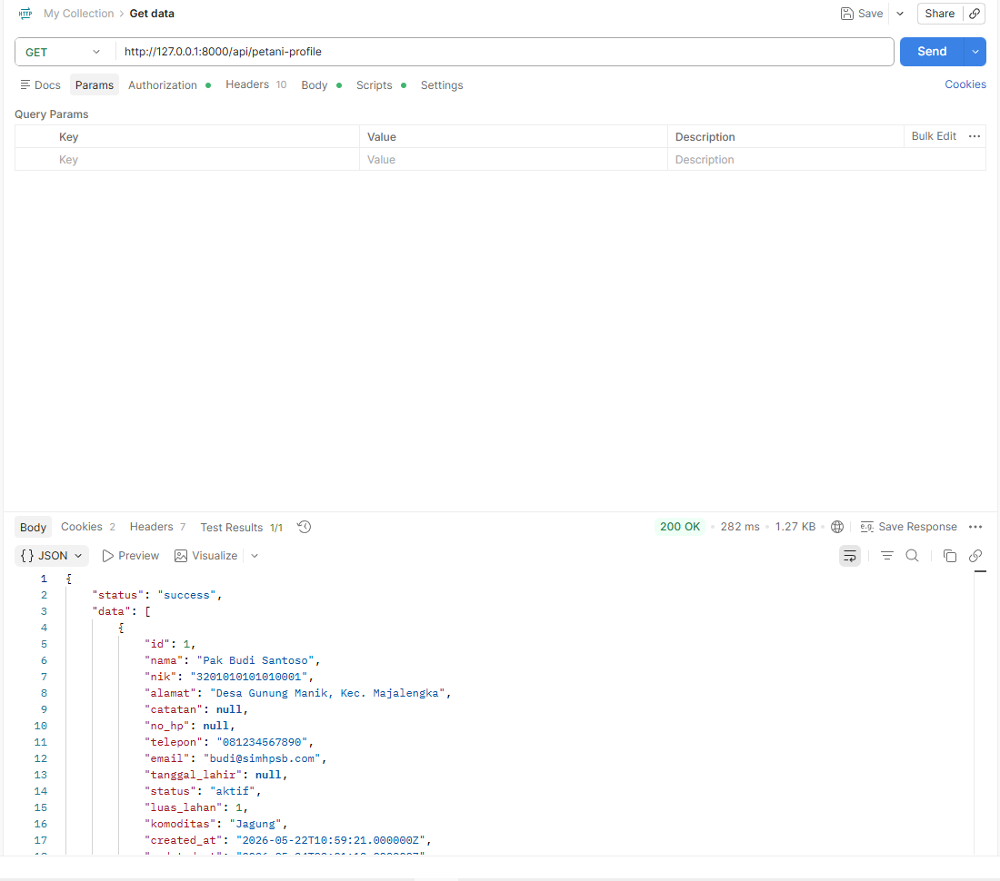 HTTP My Collection > Get data Save Share
GET http://127.0.0.1:8000/api/petani-profile Send
Docs Params Authorization Headers 10 Body Scripts Settings Cookies
Query Params
Key Value Description Bulk Edit ...
Key Value Description
Body Cookies 2 Headers 7 Test Results 1/1 200 OK 282 ms 1.27 KB e.g. Save Response ...
{} JSON Preview Visualize
1 {
2 "status": "success",
3 "data": [
4 {
5 "id": 1,
6 "nama": "Pak Budi Santoso",
7 "nik": "3201010101010001",
8 "alamat": "Desa Gunung Manik, Kec. Majalengka",
9 "catatan": null,
10 "no_hp": null,
11 "telepon": "081234567890",
12 "email": "budi@simhpsb.com",
13 "tanggal_lahir": null,
14 "status": "aktif",
15 "luas_lahan": 1,
16 "komoditas": "Jagung",
17 "created_at": "2026-05-22T10:59:21.000000Z",